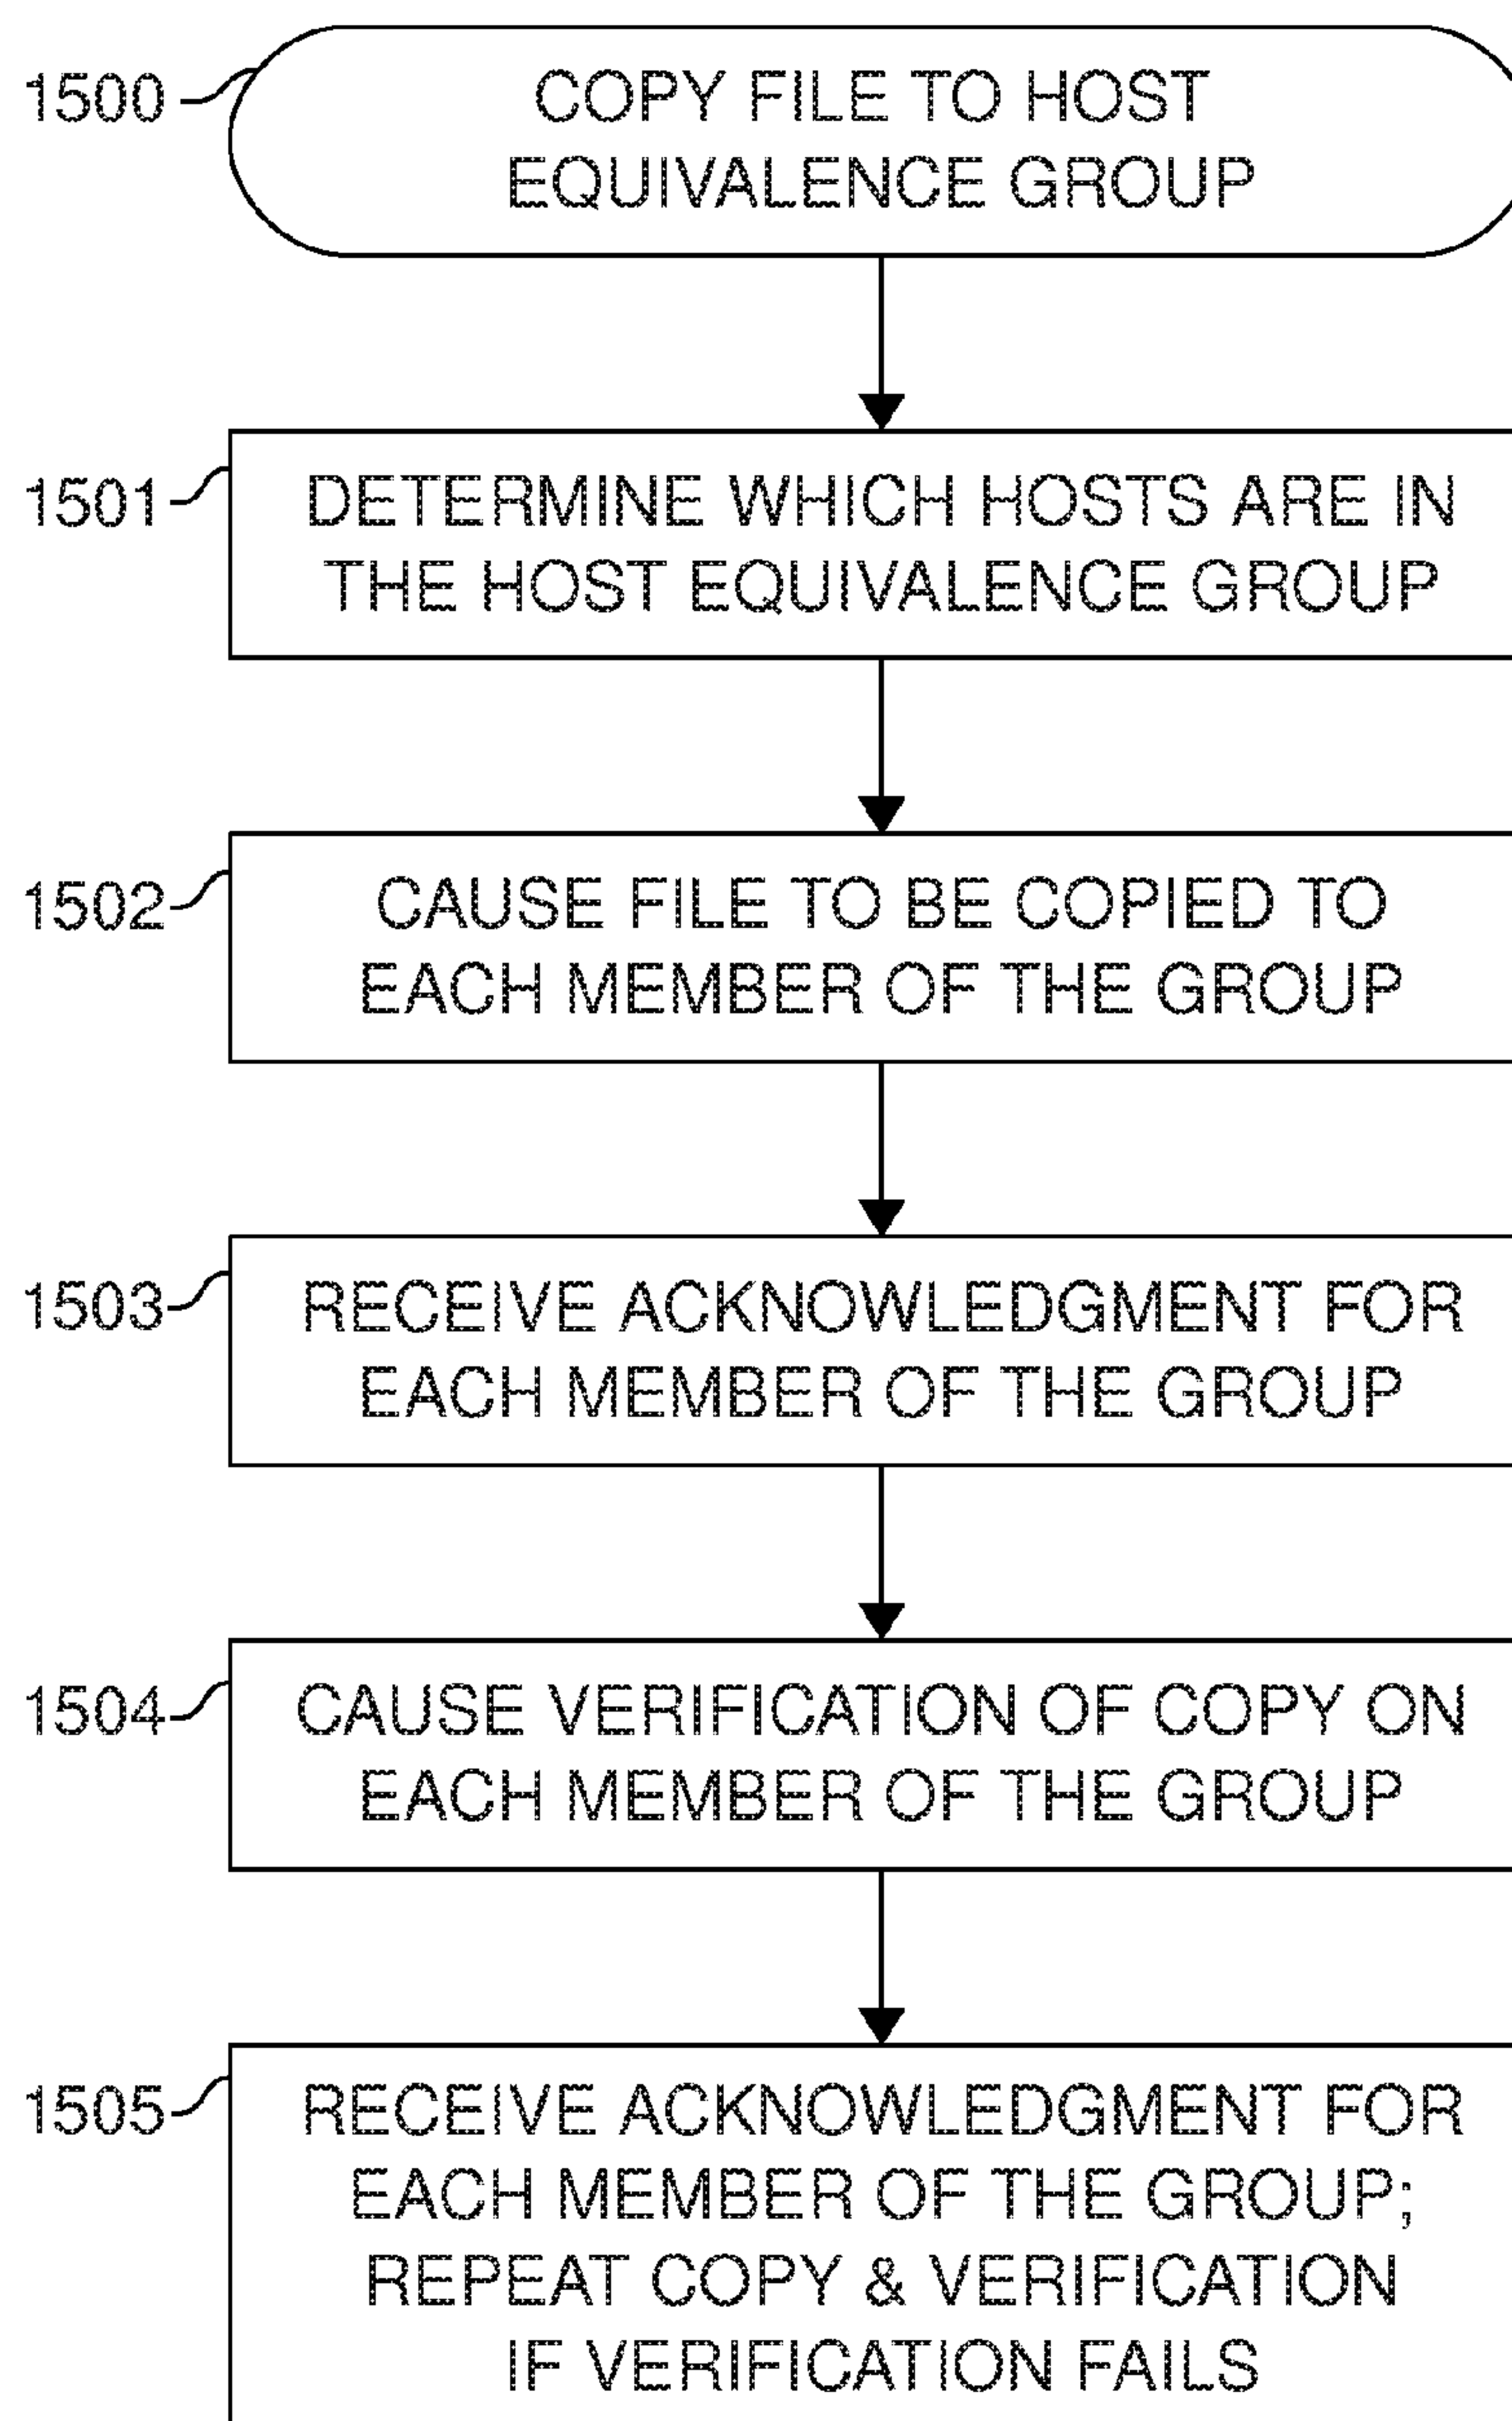 1500
COPY FILE TO HOST
EQUIVALENCE GROUP
1501
DETERMINE WHICH HOSTS ARE IN
THE HOST EQUIVALENCE GROUP
1502
CAUSE FILE TO BE COPIED TO
EACH MEMBER OF THE GROUP
1503
RECEIVE ACKNOWLEDGMENT FOR
EACH MEMBER OF THE GROUP
1504
CAUSE VERIFICATION OF COPY ON
EACH MEMBER OF THE GROUP
1505
RECEIVE ACKNOWLEDGMENT FOR
EACH MEMBER OF THE GROUP;
REPEAT COPY & VERIFICATION
IF VERIFICATION FAILS